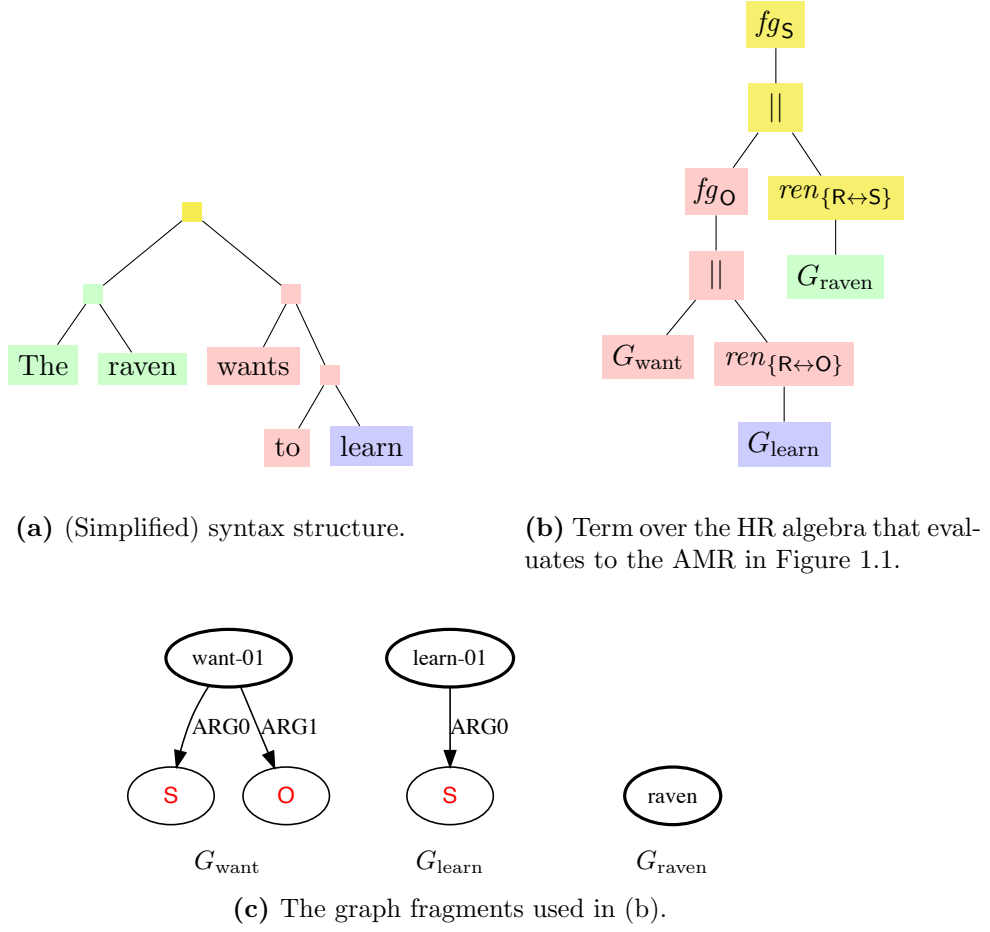 The raven wants
to learn
fg_S
||
fg_O ren_{R↔S}
|| G_raven
G_want ren_{R↔O}
G_learn
(a) (Simplified) syntax structure.
(b) Term over the HR algebra that eval-
uates to the AMR in Figure 1.1.
want-01 learn-01
ARG0 ARG1 ARG0
S O S raven
G_want G_learn G_raven
(c) The graph fragments used in (b).